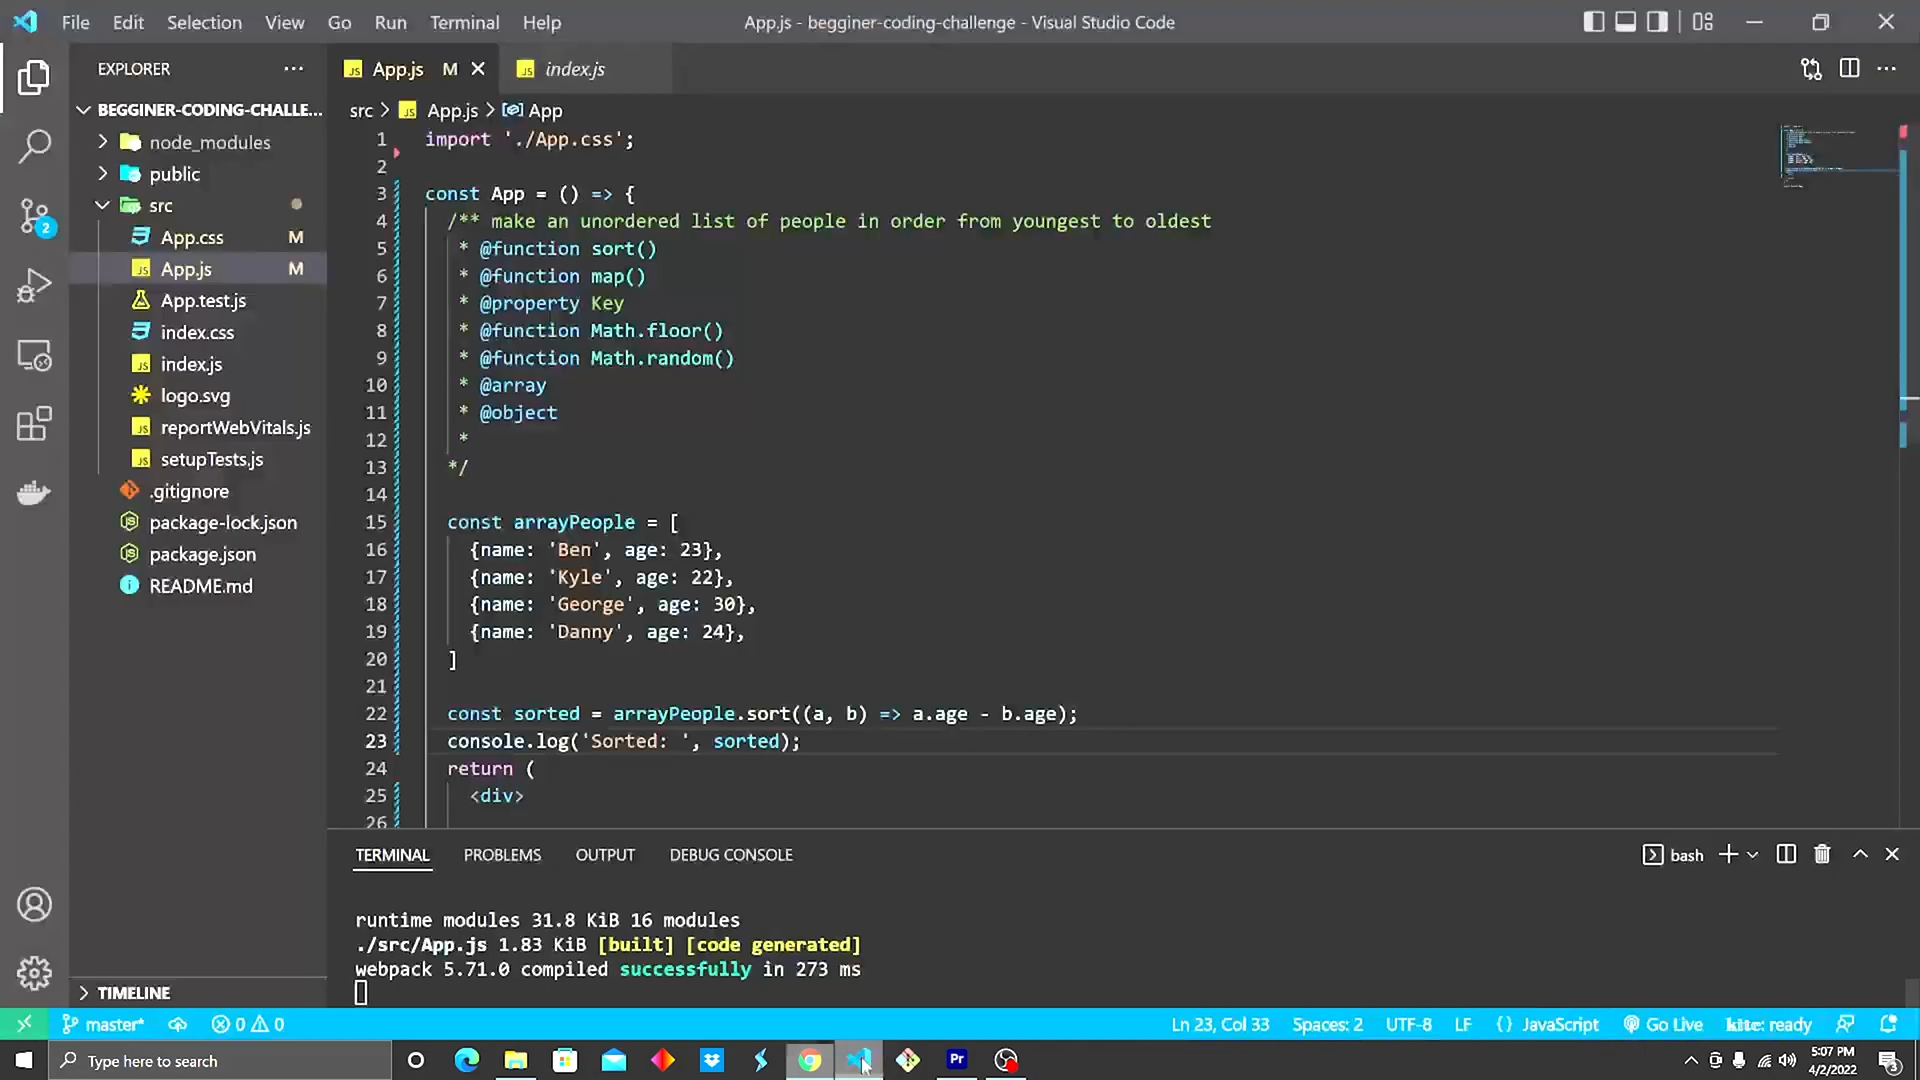 File Edit Selection View Go Run Terminal Help
App.js - begginer-coding-challenge - Visual Studio Code
EXPLORER
App.js M
index.js
BEGGINER-CODING-CHALLE...
src > App.js > App
node_modules
public
src
App.css M
App.js M
App.test.js
index.css
index.js
logo.svg
reportWebVitals.js
setupTests.js
.gitignore
package-lock.json
package.json
README.md
TIMELINE
1 import './App.css';
2
3 const App = () => {
4 /** make an unordered list of people in order from youngest to oldest
5 * @function sort()
6 * @function map()
7 * @property Key
8 * @function Math.floor()
9 * @function Math.random()
10 * @array
11 * @object
12 *
13 */
14
15 const arrayPeople = [
16 {name: 'Ben', age: 23},
17 {name: 'Kyle', age: 22},
18 {name: 'George', age: 30},
19 {name: 'Danny', age: 24},
20 ]
21
22 const sorted = arrayPeople.sort((a, b) => a.age - b.age);
23 console.log('Sorted: ', sorted);
24 return (
25 <div>
26
TERMINAL PROBLEMS OUTPUT DEBUG CONSOLE
bash
runtime modules 31.8 KiB 16 modules
./src/App.js 1.83 KiB [built] [code generated]
webpack 5.71.0 compiled successfully in 273 ms
master* 0 0
Ln 23, Col 33 Spaces: 2 UTF-8 LF {} JavaScript Go Live kite: ready
Type here to search
Pr
5:07 PM
4/2/2022
3
2